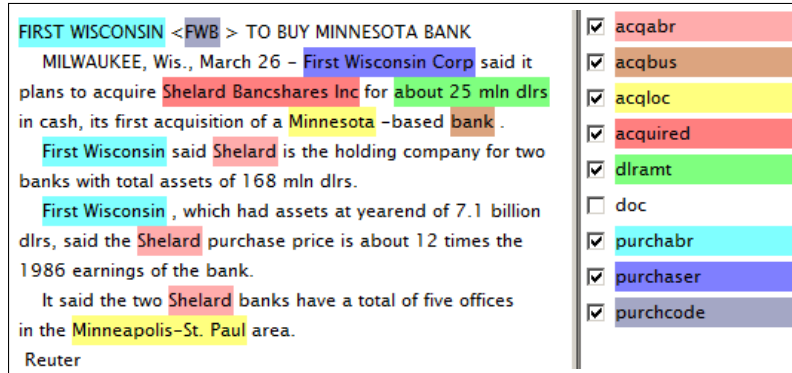 FIRST WISCONSIN <FWB > TO BUY MINNESOTA BANK
MILWAUKEE, Wis., March 26 - First Wisconsin Corp said it
plans to acquire Shelard Bancshares Inc for about 25 mln dlrs
in cash, its first acquisition of a Minnesota -based bank .
First Wisconsin said Shelard is the holding company for two
banks with total assets of 168 mln dlrs.
First Wisconsin , which had assets at yearend of 7.1 billion
dlrs, said the Shelard purchase price is about 12 times the
1986 earnings of the bank.
It said the two Shelard banks have a total of five offices
in the Minneapolis-St. Paul area.
Reuter
acqabr
acqbus
acqloc
acquired
dlramt
doc
purchabr
purchaser
purchcode